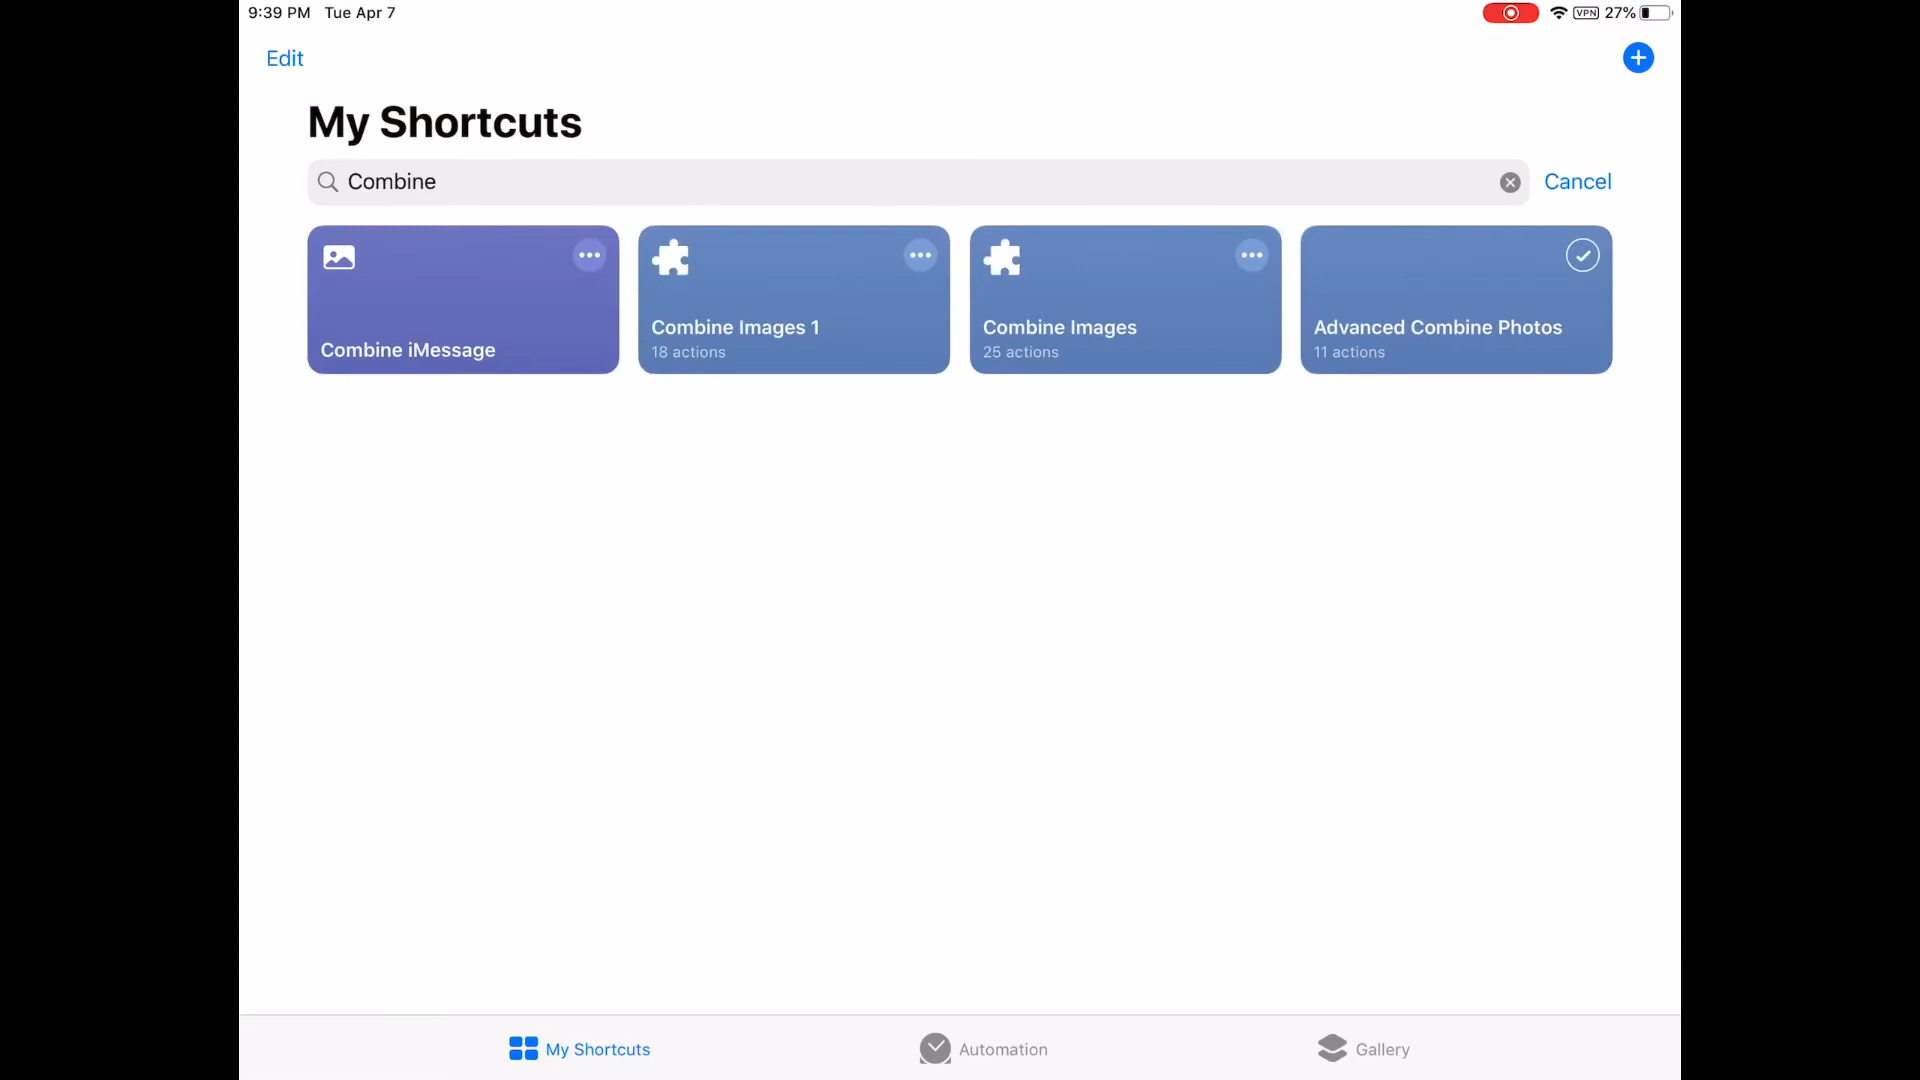 9:39 PM Tue Apr 7
VPN 27%
Edit
My Shortcuts
Combine
Cancel
Combine iMessage
Combine Images 1
18 actions
Combine Images
25 actions
Advanced Combine Photos
11 actions
My Shortcuts
Automation
Gallery